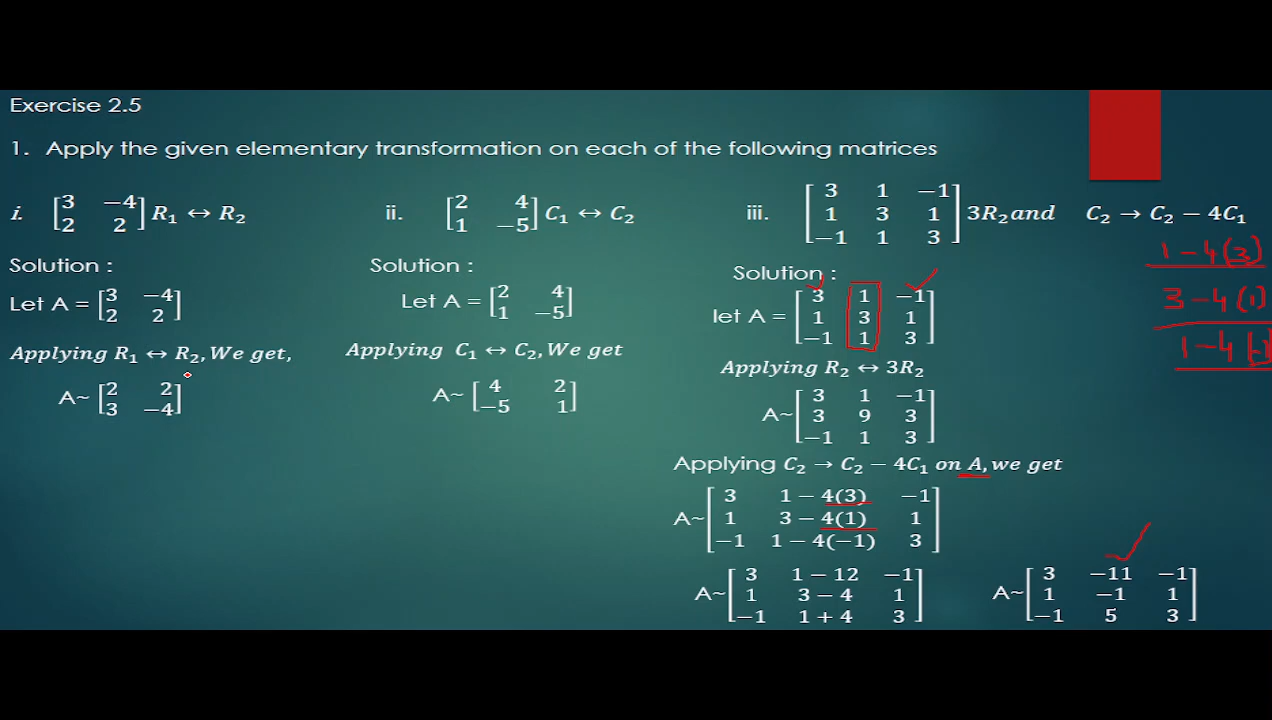 Exercise 2.5
1. Apply the given elementary transformation on each of the following matrices
i. [3 −4
2 2] R₁ ↔ R₂
Solution :
Let A = [3 −4
2 2]
Applying R₁ ↔ R₂, We get,
A~ [2 2
3 −4]
ii. [2 4
1 −5] C₁ ↔ C₂
Solution :
Let A = [2 4
1 −5]
Applying C₁ ↔ C₂, We get
A~ [4 2
−5 1]
iii. [3 1 −1
1 3 1
−1 1 3] 3R₂and C₂ → C₂ − 4C₁
Solution :
let A = [3 1 −1
1 3 1
−1 1 3]
Applying R₂ ↔ 3R₂
A~ [3 1 −1
3 9 3
−1 1 3]
Applying C₂ → C₂ − 4C₁ on A, we get
A~ [3 1 − 4(3) −1
1 3 − 4(1) 1
−1 1 − 4(−1) 3]
A~ [3 1 − 12 −1
1 3 − 4 1
−1 1 + 4 3]
A~ [3 −11 −1
1 −1 1
−1 5 3]
1 − 4(3)
3 − 4(1)
1 − 4(-1